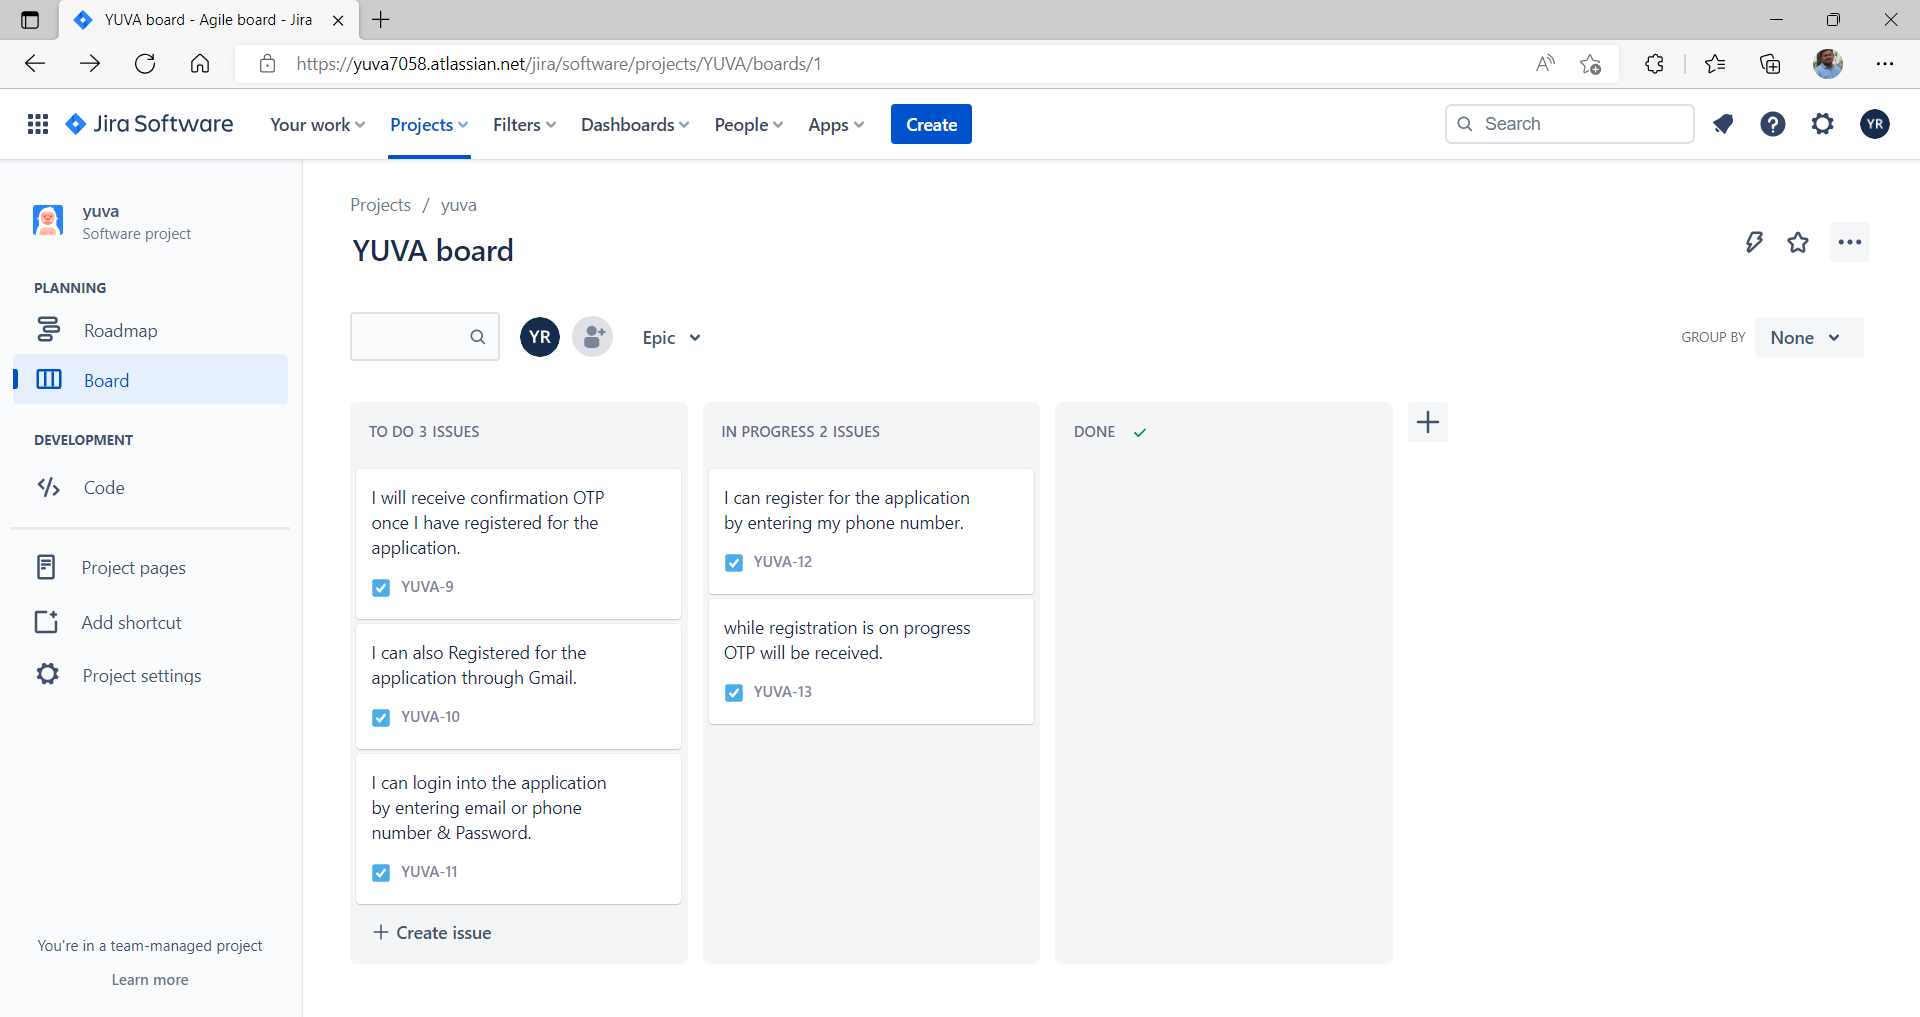 YUVA board - Agile board - Jira
https://yuva7058.atlassian.net/jira/software/projects/YUVA/boards/1
Jira Software Your work Projects Filters Dashboards People Apps Create Search YR
yuva
Software project
PLANNING
Roadmap
Board
DEVELOPMENT
Code
Project pages
Add shortcut
Project settings
You're in a team-managed project
Learn more
Projects / yuva
YUVA board
YR Epic GROUP BY None
TO DO 3 ISSUES
I will receive confirmation OTP
once I have registered for the
application.
YUVA-9
I can also Registered for the
application through Gmail.
YUVA-10
I can login into the application
by entering email or phone
number & Password.
YUVA-11
+ Create issue
IN PROGRESS 2 ISSUES
I can register for the application
by entering my phone number.
YUVA-12
while registration is on progress
OTP will be received.
YUVA-13
DONE